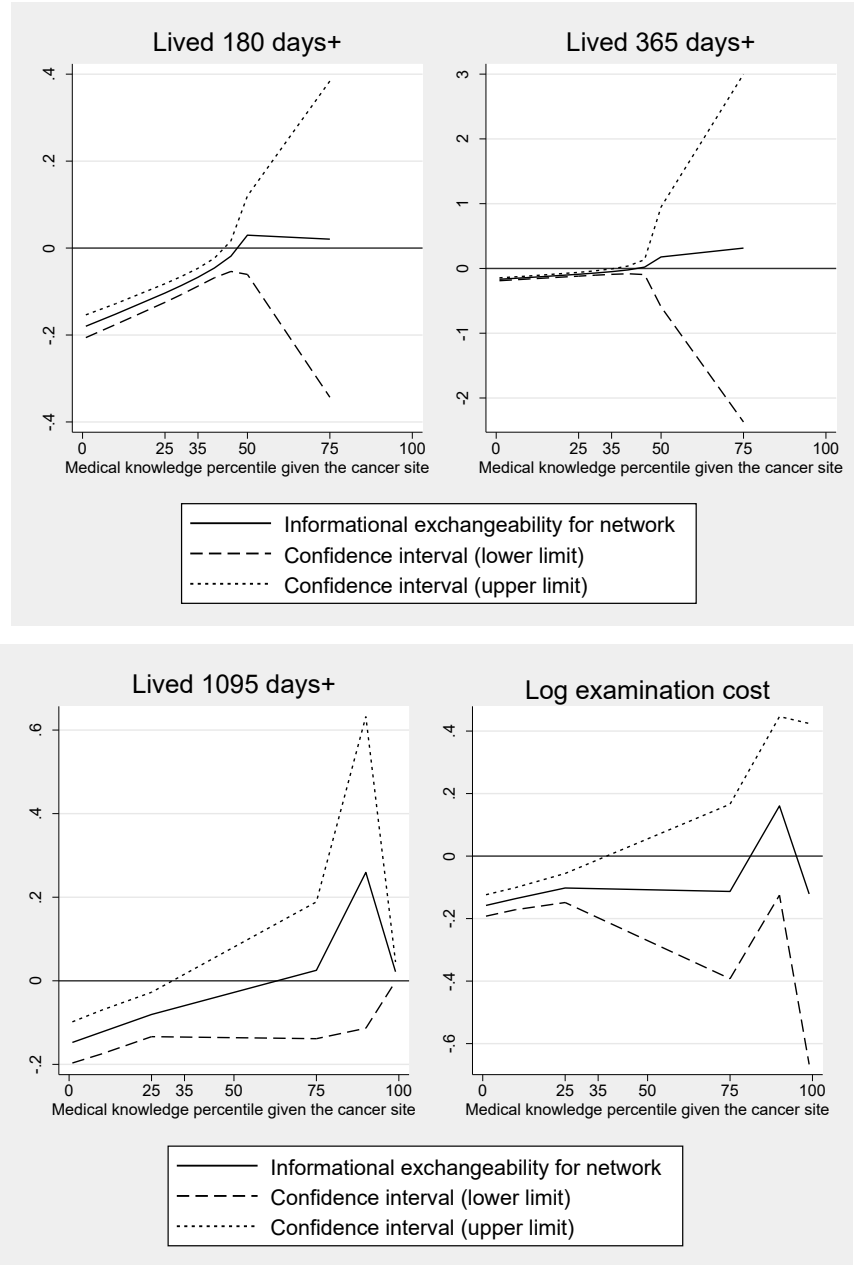 Lived 180 days+
.4
.2
0
-.2
-.4
0 25 35 50 75 100
Medical knowledge percentile given the cancer site
Lived 365 days+
3
2
1
0
-1
-2
0 25 35 50 75 100
Medical knowledge percentile given the cancer site
Informational exchangeability for network
Confidence interval (lower limit)
Confidence interval (upper limit)
Lived 1095 days+
.6
.4
.2
0
-.2
0 25 35 50 75 100
Medical knowledge percentile given the cancer site
Log examination cost
.4
.2
0
-.2
-.4
-.6
0 25 35 50 75 100
Medical knowledge percentile given the cancer site
Informational exchangeability for network
Confidence interval (lower limit)
Confidence interval (upper limit)